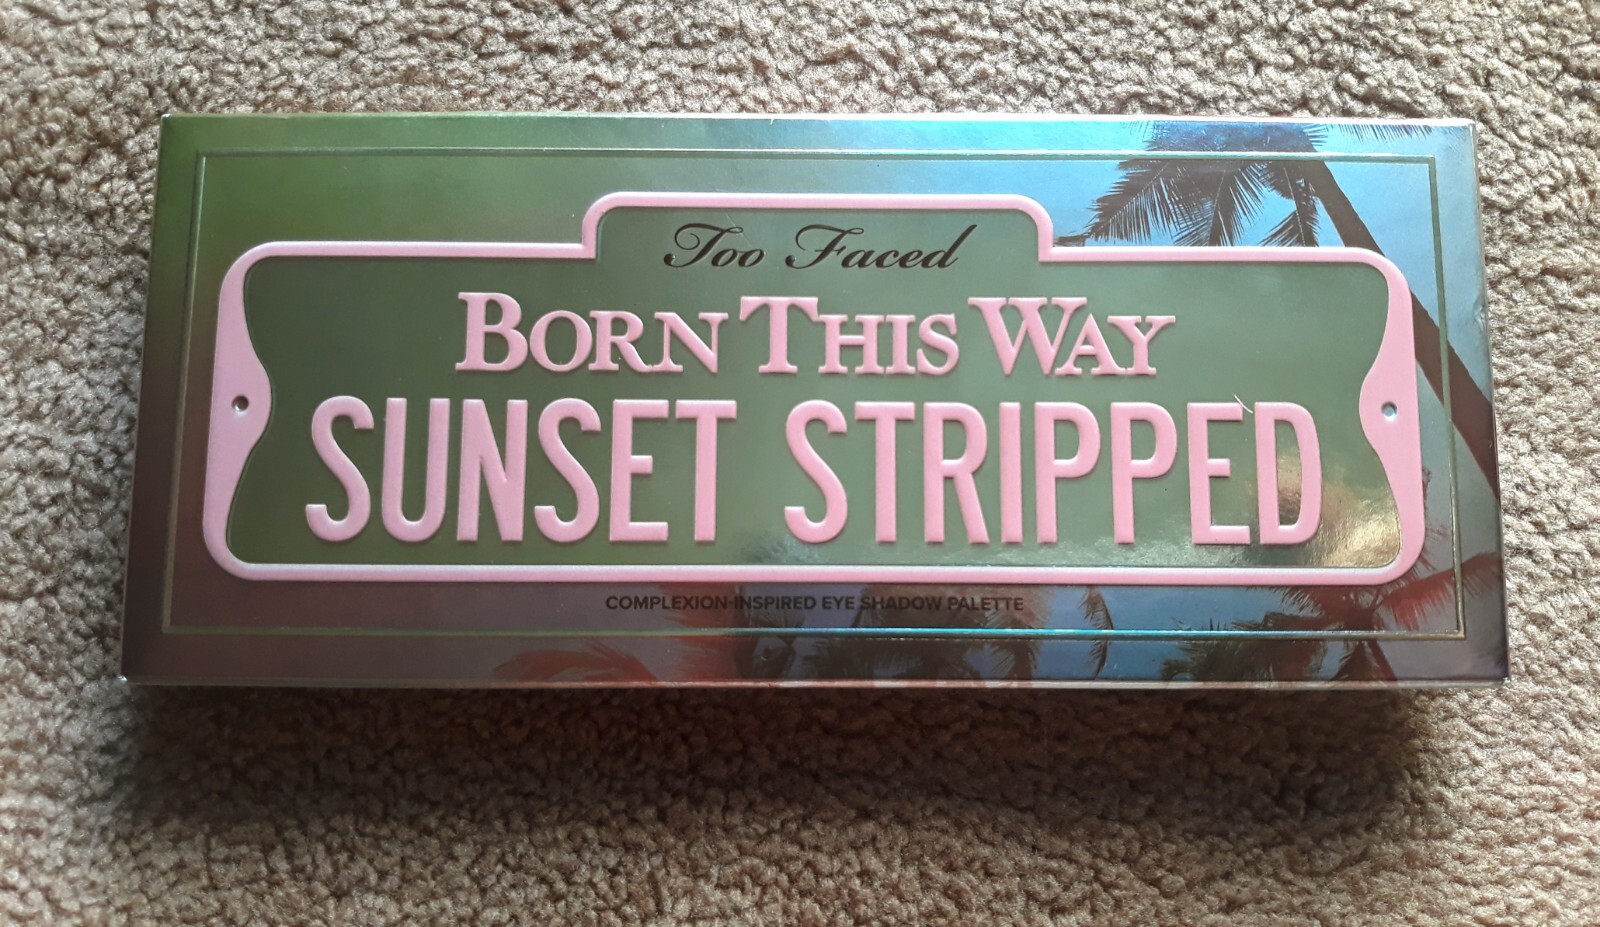 Too Faced
BORN THIS WAY
SUNSET STRIPPED
COMPLEXION-INSPIRED EYE SHADOW PALETTE